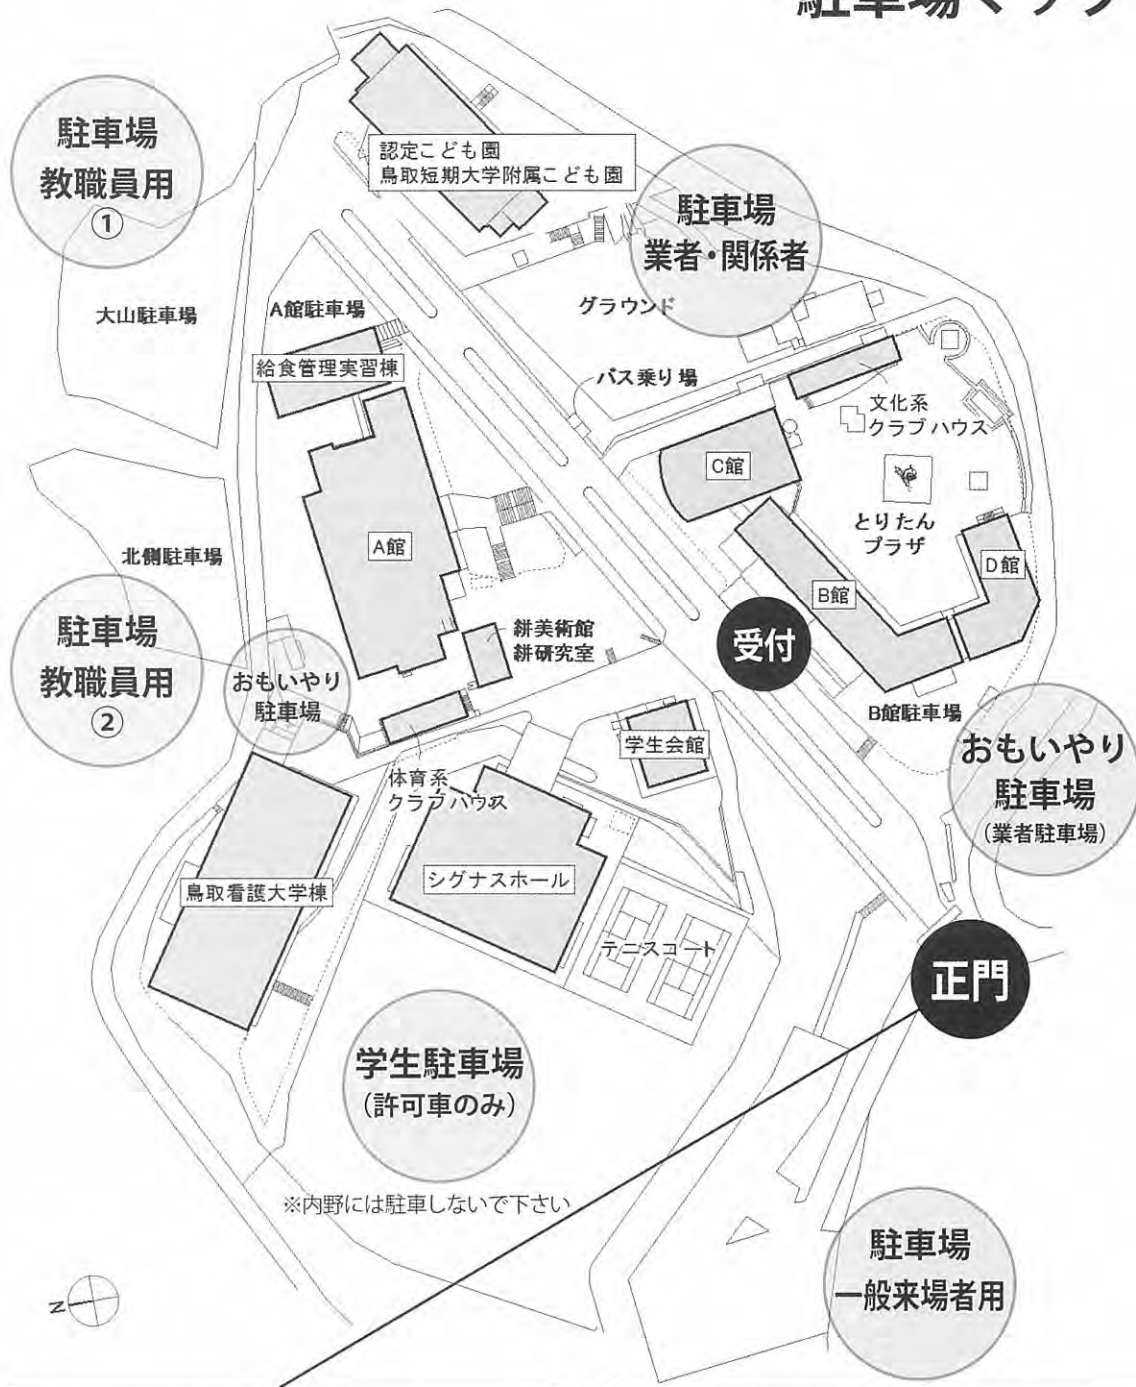 駐車場マップ
認定こども園
鳥取短期大学附属こども園
駐車場
教職員用
①
駐車場
業者・関係者
大山駐車場
A館駐車場
グラウンド
給食管理実習棟
バス乗り場
文化系
クラブハウス
C館
とりたん
プラザ
A館
D館
北側駐車場
B館
駐車場
教職員用
②
絣美術館
絣研究室
受付
おもいやり
駐車場
B館駐車場
学生会館
おもいやり
駐車場
(業者駐車場)
体育系
クラブハウス
シグナスホール
鳥取看護大学棟
テニスコート
正門
学生駐車場
(許可車のみ)
※内野には駐車しないで下さい
駐車場
一般来場者用
N